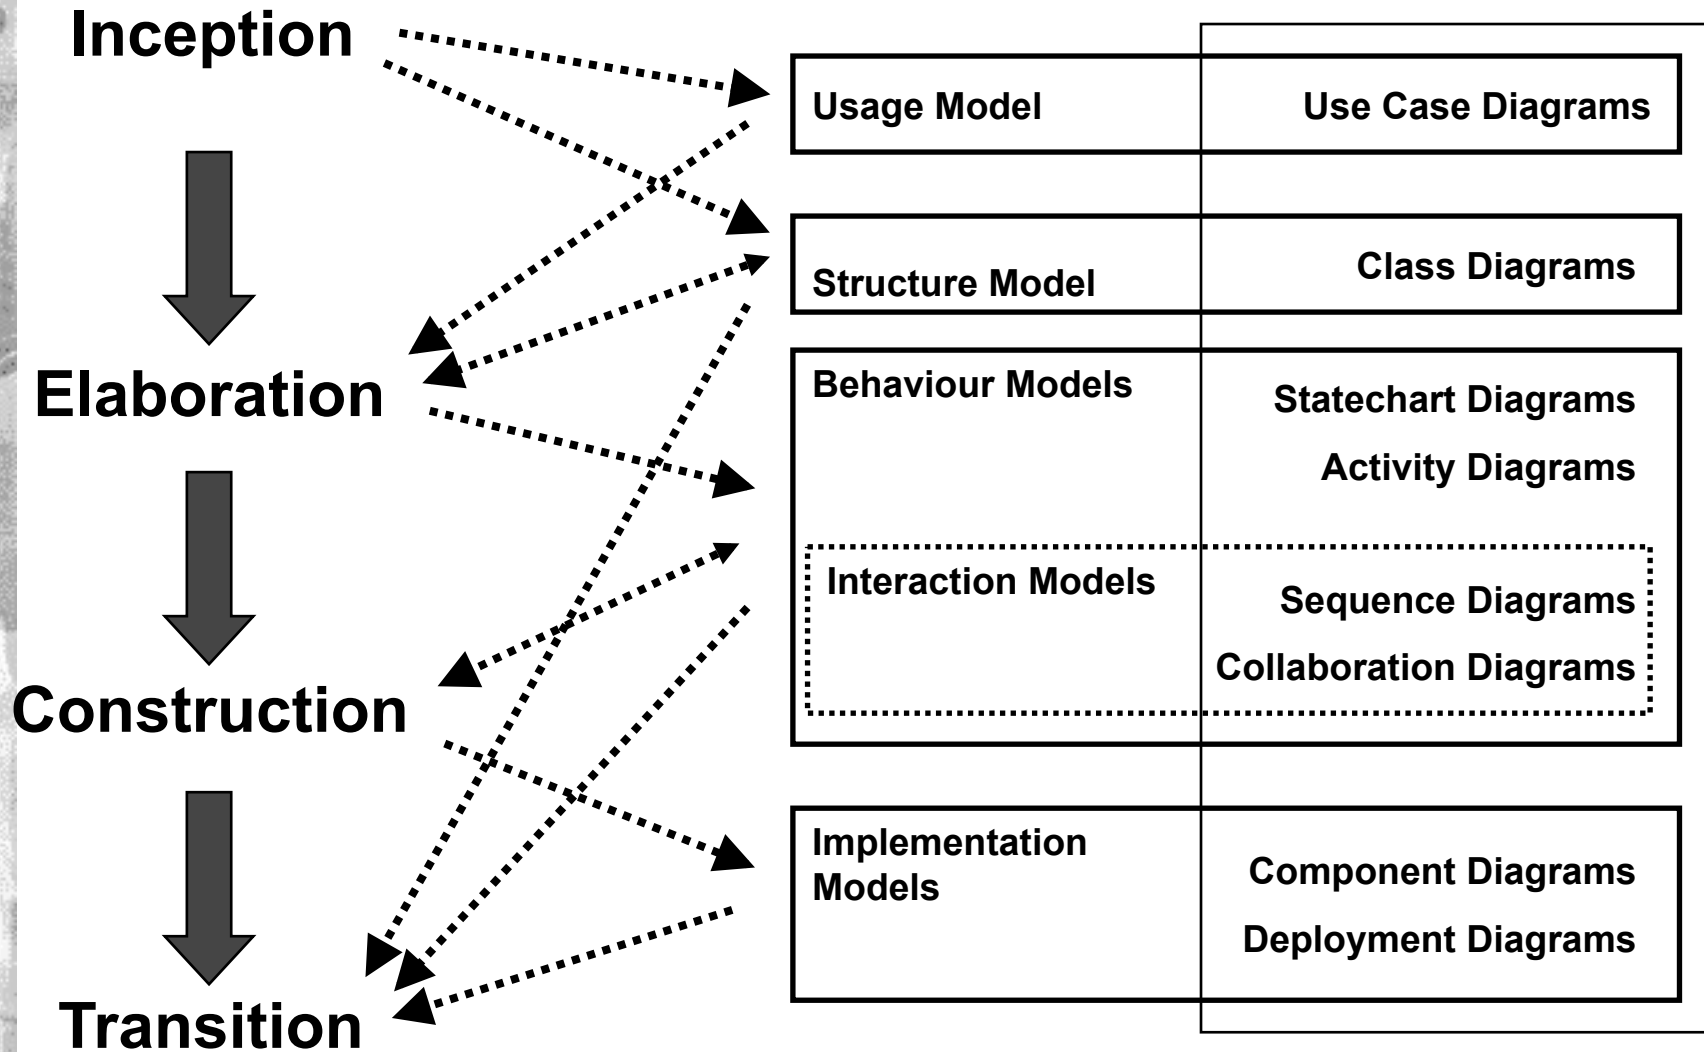 Inception
Usage Model
Use Case Diagrams
Structure Model
Class Diagrams
Elaboration
Behaviour Models
Statechart Diagrams
Activity Diagrams
Interaction Models
Sequence Diagrams
Collaboration Diagrams
Construction
Implementation
Models
Component Diagrams
Deployment Diagrams
Transition